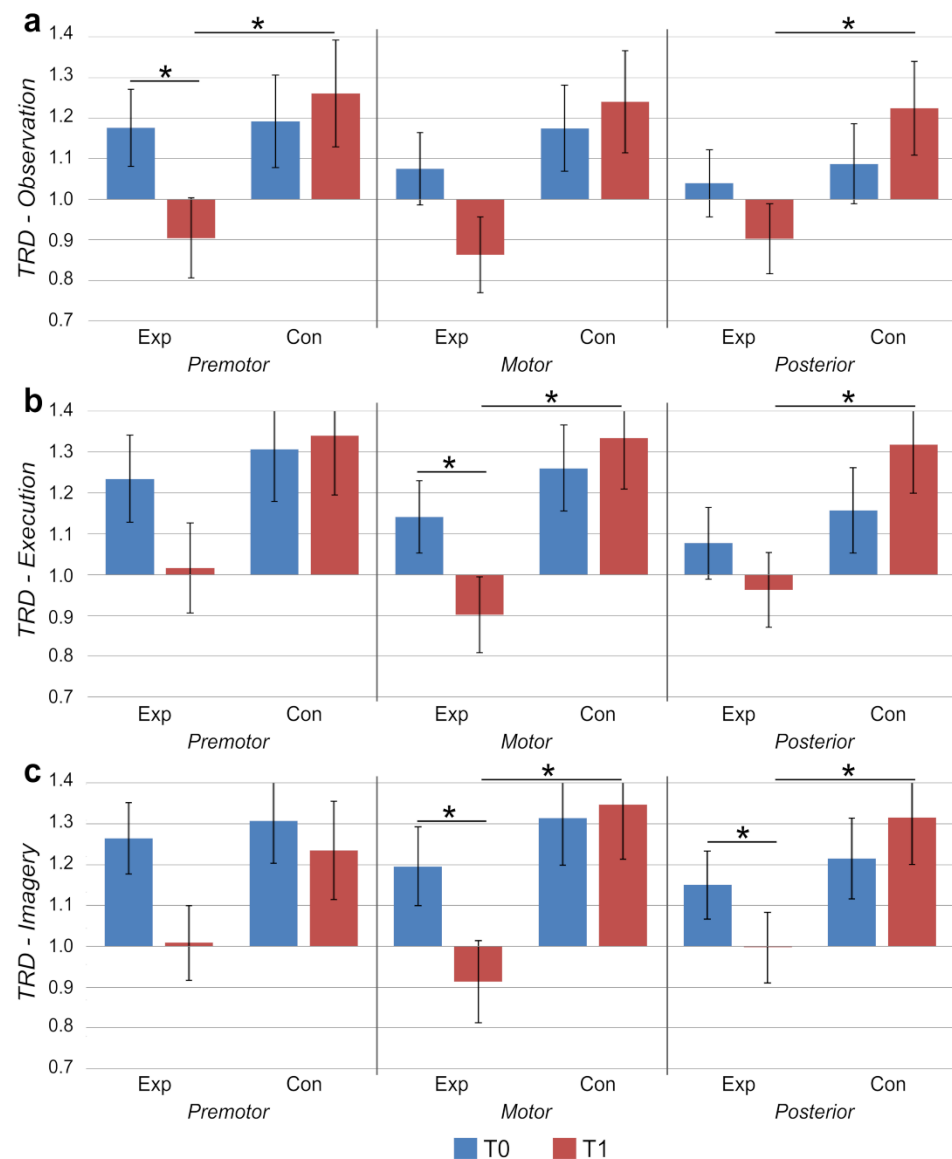 a
TRD - Observation
1.4
1.3
1.2
1.1
1.0
0.9
0.8
0.7
* * *
Exp Con Exp Con Exp Con
Premotor Motor Posterior
b
TRD - Execution
1.4
1.3
1.2
1.1
1.0
0.9
0.8
0.7
* * *
Exp Con Exp Con Exp Con
Premotor Motor Posterior
c
TRD - Imagery
1.4
1.3
1.2
1.1
1.0
0.9
0.8
0.7
* * * *
Exp Con Exp Con Exp Con
Premotor Motor Posterior
T0 T1